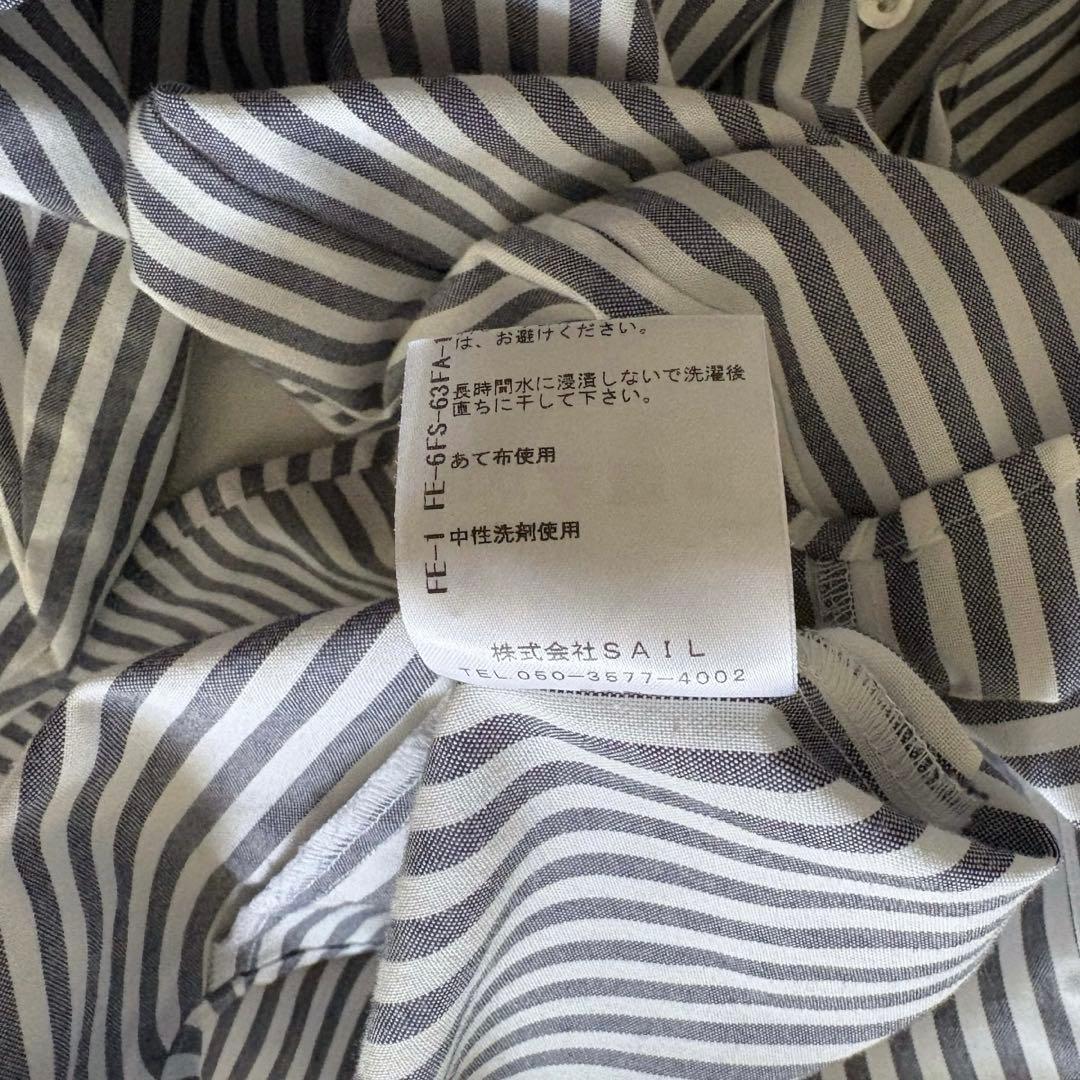 は、お避けください。
長時間水に浸漬しないで洗濯後
直ちに干して下さい。
あて布使用
中性洗剤使用
FE-1 FE-6FS-63FA-1
株式会社SAIL
TEL.050-3577-4002